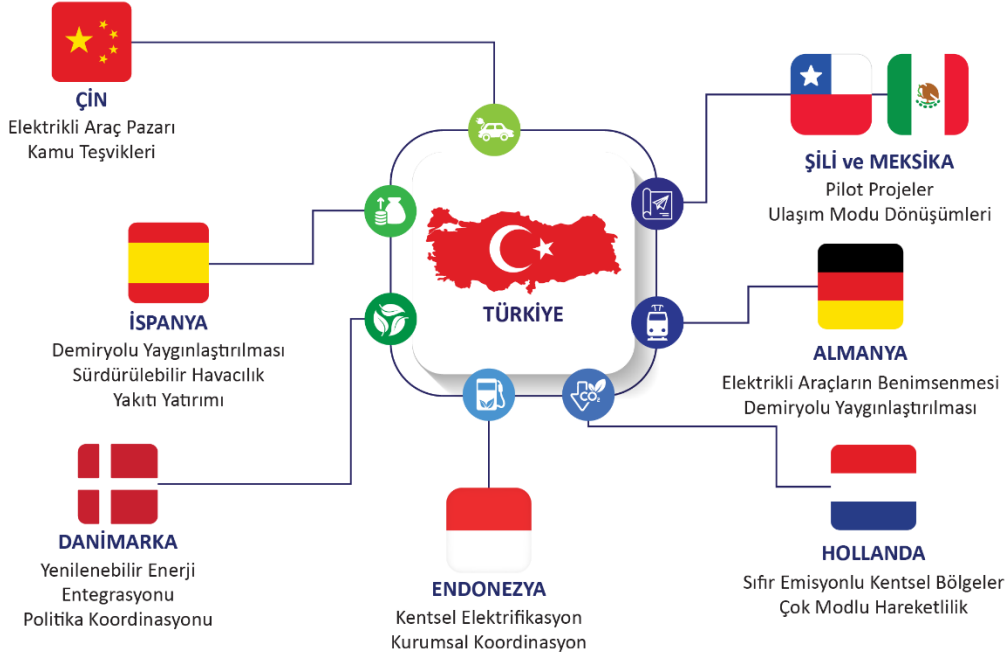 ÇİN
Elektrikli Araç Pazarı
Kamu Teşvikleri
ŞİLİ ve MEKSİKA
Pilot Projeler
Ulaşım Modu Dönüşümleri
TÜRKİYE
İSPANYA
Demiryolu Yaygınlaştırılması
Sürdürülebilir Havacılık
Yakıtı Yatırımı
ALMANYA
Elektrikli Araçların Benimsenmesi
Demiryolu Yaygınlaştırılması
CO₂
DANİMARKA
Yenilenebilir Enerji
Entegrasyonu
Politika Koordinasyonu
ENDONEZYA
Kentsel Elektrifikasyon
Kurumsal Koordinasyon
HOLLANDA
Sıfır Emisyonlu Kentsel Bölgeler
Çok Modlu Hareketlilik